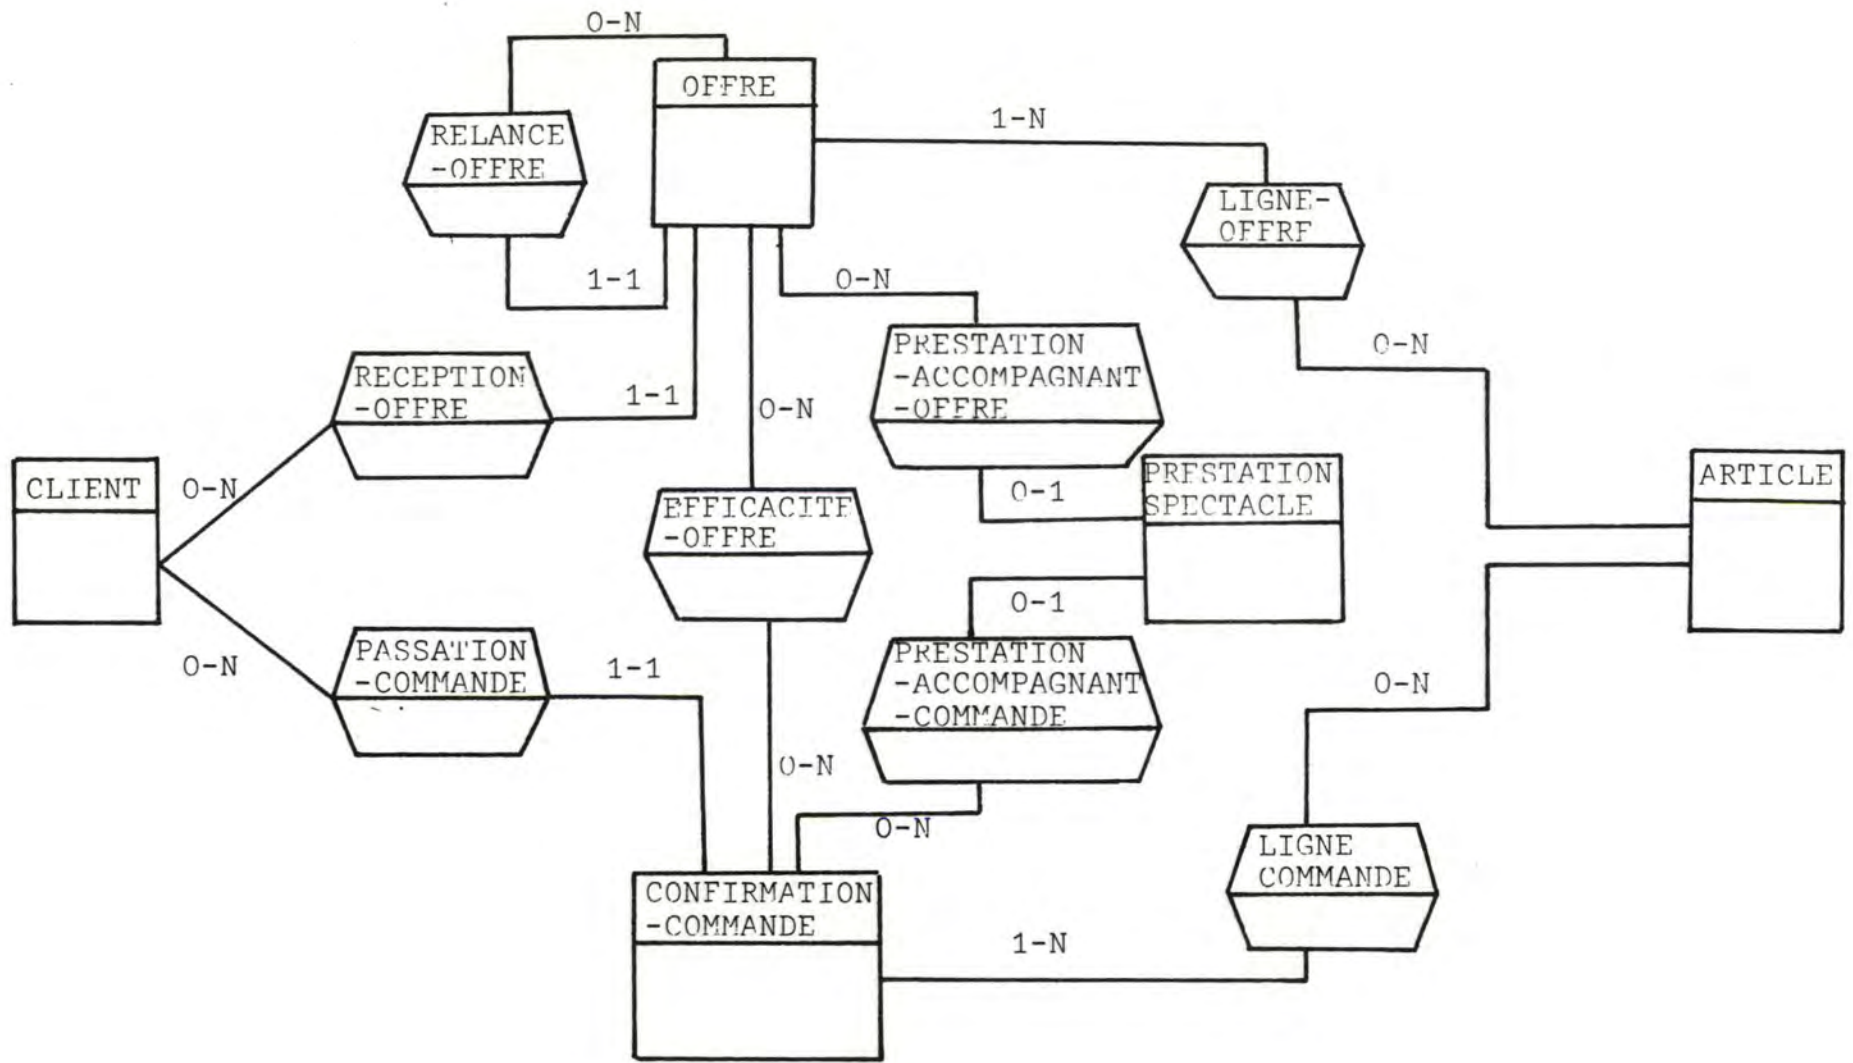 0-N
OFFRE
RELANCE
-OFFRE
1-N
LIGNE-
OFFRE
1-1
0-N
PRESTATION
-ACCOMPAGNANT
-OFFRE
0-N
RECEPTION
-OFFRE
1-1
0-N
CLIENT
0-N
EFFICACITE
-OFFRE
0-1
PRESTATION
SPECTACLE
ARTICLE
0-1
0-N
PASSATION
-COMMANDE
1-1
PRESTATION
-ACCOMPAGNANT
-COMMANDE
0-N
0-N
0-N
LIGNE
COMMANDE
CONFIRMATION
-COMMANDE
1-N